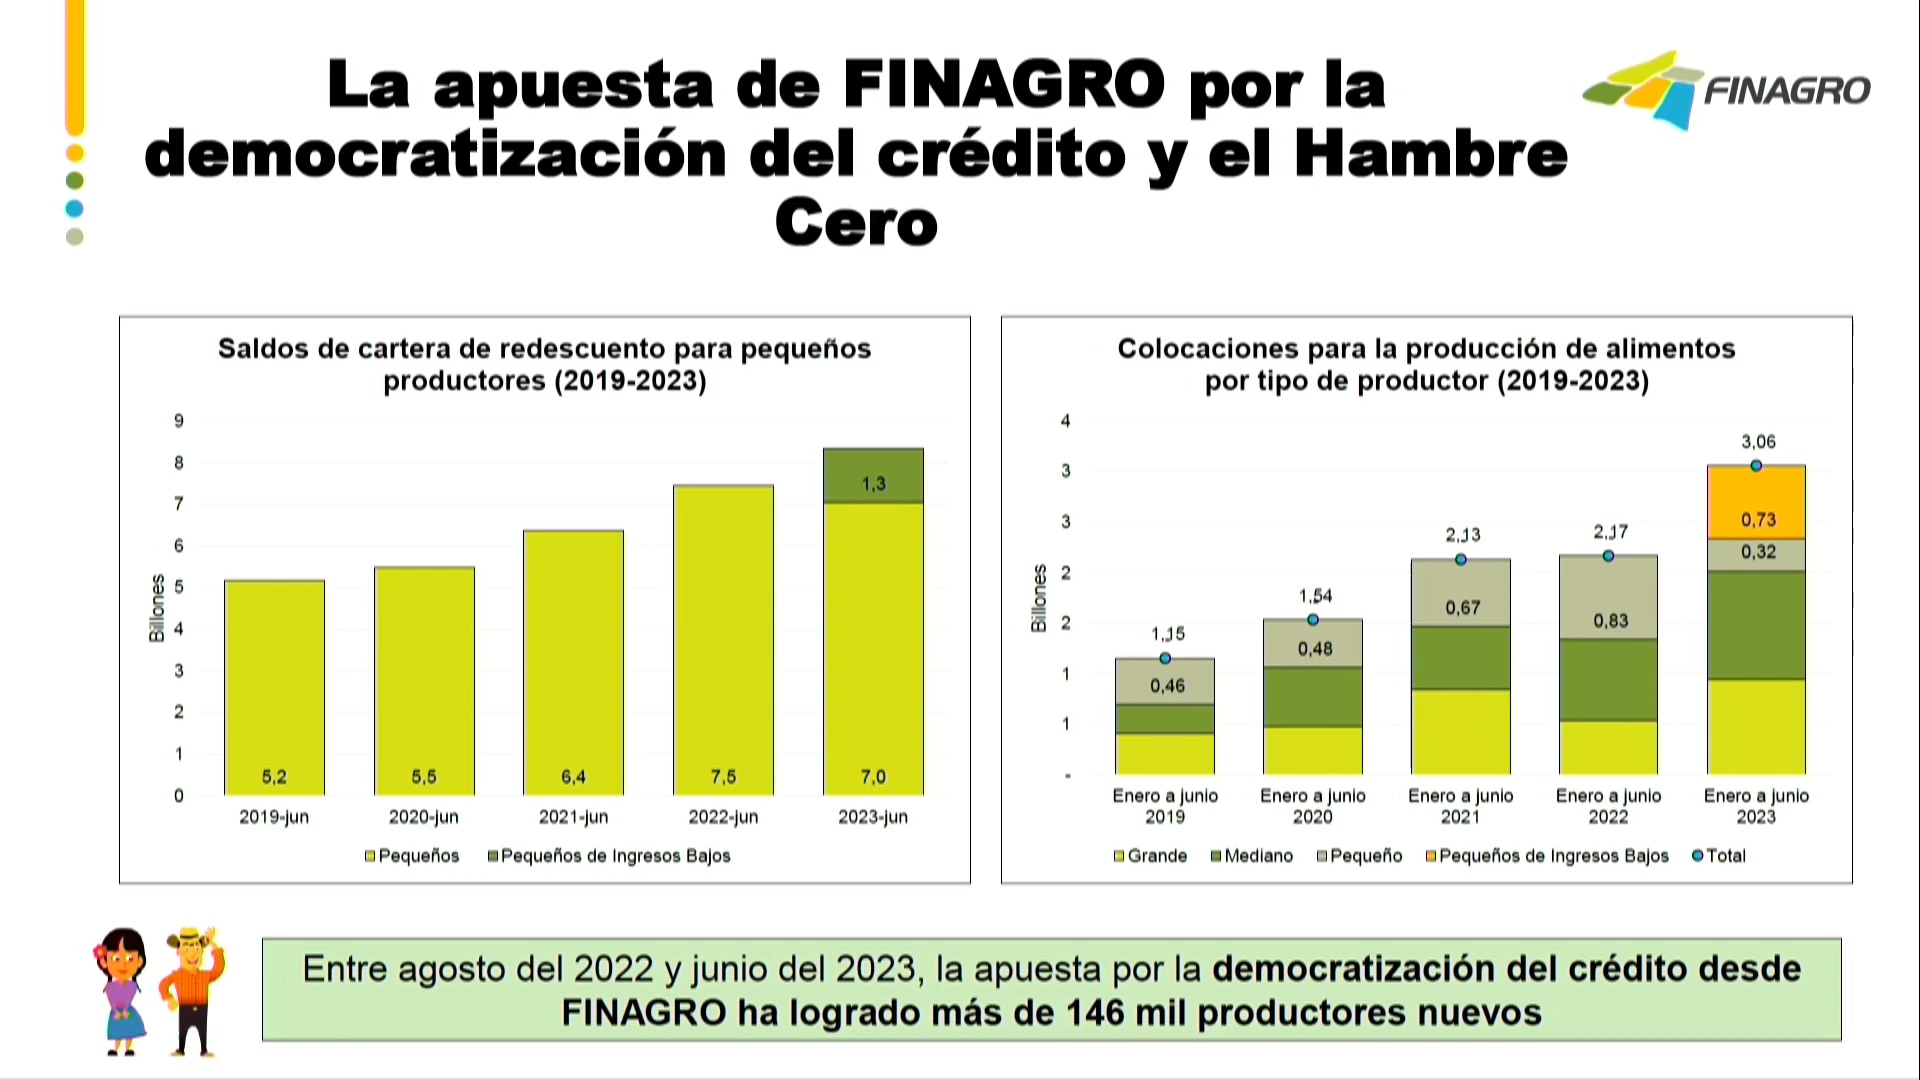 La apuesta de FINAGRO por la
democratización del crédito y el Hambre
Cero
FINAGRO
Saldos de cartera de redescuento para pequeños
productores (2019-2023)
Billones
9
8
7
6
5
4
3
2
1
0
5,2
5,5
6,4
7,5
7,0
1,3
2019-jun
2020-jun
2021-jun
2022-jun
2023-jun
Pequeños
Pequeños de Ingresos Bajos
Colocaciones para la producción de alimentos
por tipo de productor (2019-2023)
Billones
4
3
3
2
2
1
1
-
1,15
0,46
1,54
0,48
2,13
0,67
2,17
0,83
3,06
0,73
0,32
Enero a junio
2019
Enero a junio
2020
Enero a junio
2021
Enero a junio
2022
Enero a junio
2023
Grande
Mediano
Pequeño
Pequeños de Ingresos Bajos
Total
Entre agosto del 2022 y junio del 2023, la apuesta por la democratización del crédito desde
FINAGRO ha logrado más de 146 mil productores nuevos